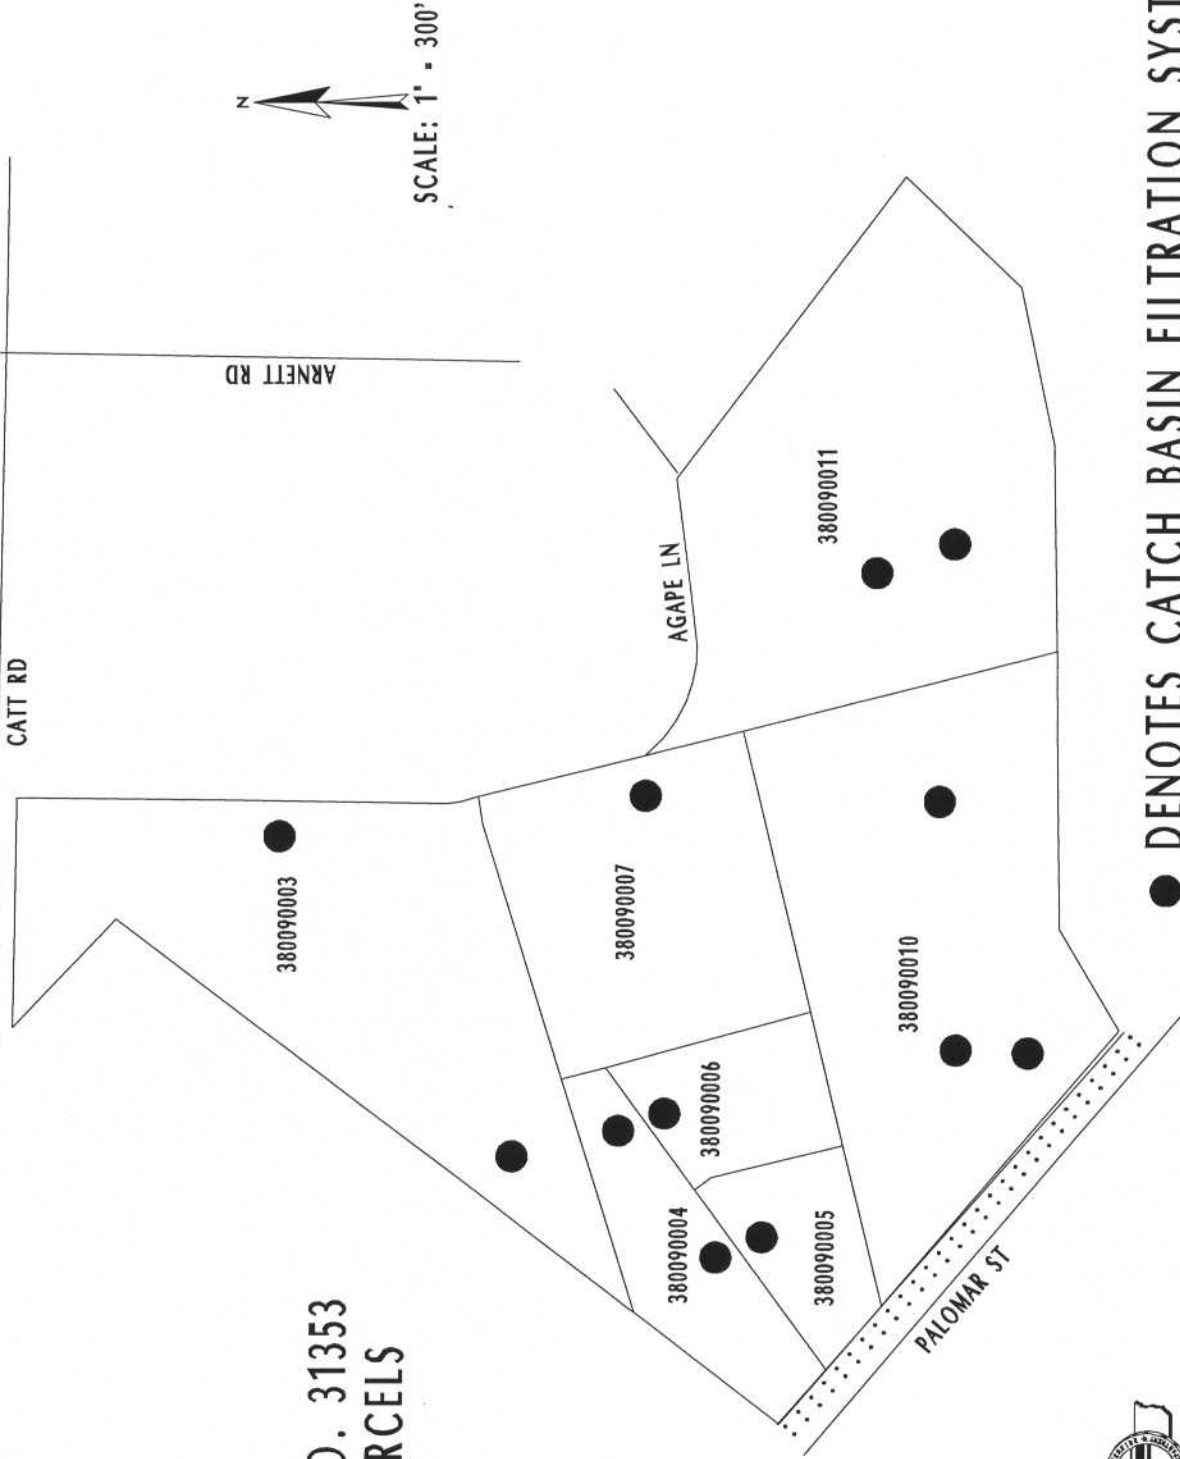 CATT RD
N
SCALE: 1" = 300'
ARNETT RD
AGAPE LN
380090011
380090003
380090007
380090010
380090006
380090004
380090005
PALOMAR ST
O. 31353
RCELS
DENOTES CATCH BASIN FILTRATION SYST